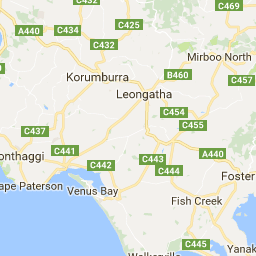 C432
C469
C425
A440
C434
C432
Mirboo North
Korumburra
B460
C457
Leongatha
C454
C437
C455
C441
A440
onthaggi
C443
C442
C444
ape Paterson
Foster
Venus Bay
Fish Creek
C445
Yanak
Walkerville